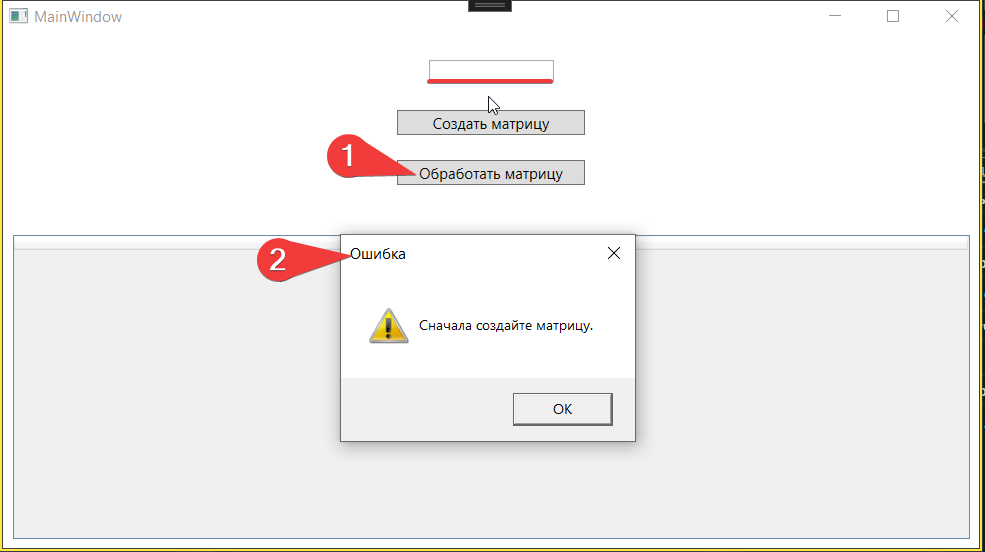 MainWindow
Создать матрицу
1
Обработать матрицу
2
Ошибка
Сначала создайте матрицу.
OK